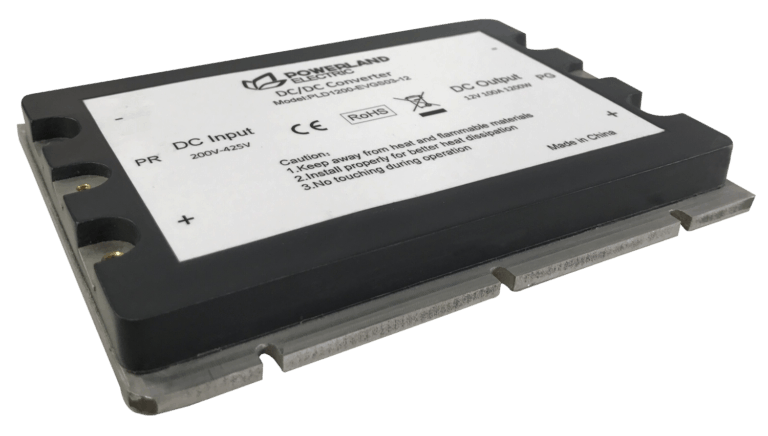 POWERLAND
ELECTRIC
DC/DC Converter
Model:PLD1200-EVGS03-12
-
PR
DC Input
200V-425V
+
CE
RoHS
-
DC Output
12V 100A 1200W
PG
+
Caution:
1.Keep away from heat and flammable materials
2.Install properly for better heat dissipation
3.No touching during operation
Made in China